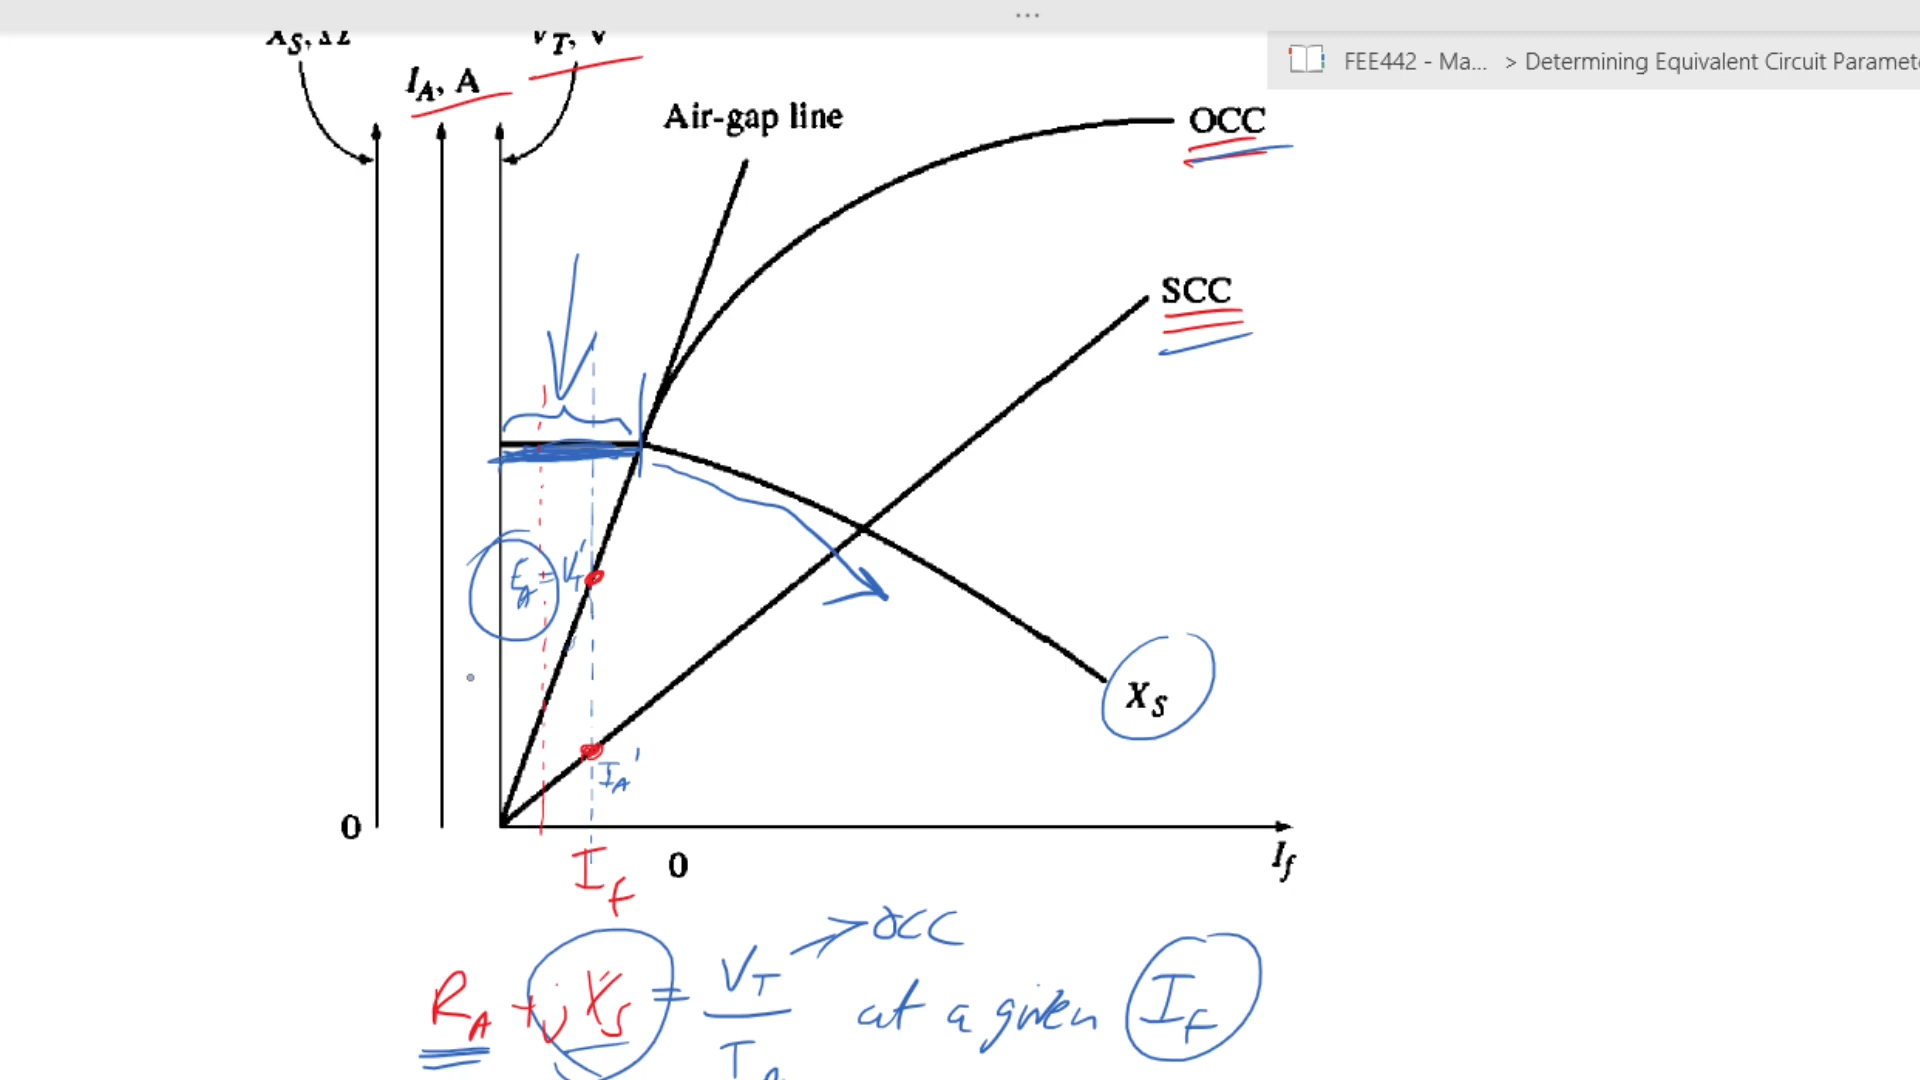 X_S, Ω
V_T, V
I_A, A
FEE442 - Ma... > Determining Equivalent Circuit Paramet
Air-gap line
OCC
SCC
E_A = V_T'
X_S
I_A'
0
0
I_f
I_f
OCC
R_A + jX_S = V_T / I_A at a given I_f